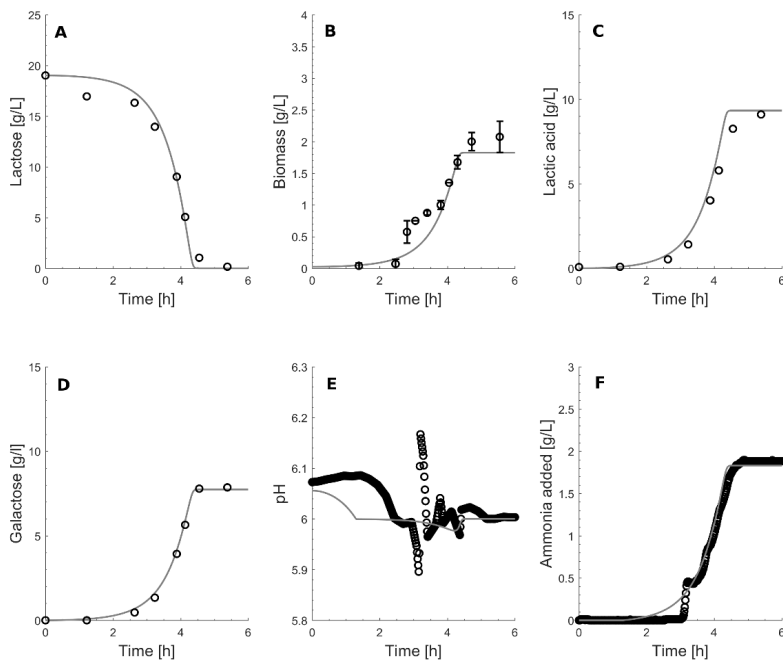 A
Lactose [g/L]
25
20
15
10
5
0
0 2 4 6
Time [h]
B
Biomass [g/L]
4
3.5
3
2.5
2
1.5
1
0.5
0
0 2 4 6
Time [h]
C
Lactic acid [g/L]
15
10
5
0
0 2 4 6
Time [h]
D
Galactose [g/l]
15
10
5
0
0 2 4 6
Time [h]
E
pH
6.3
6.2
6.1
6
5.9
5.8
0 2 4 6
Time [h]
F
Ammonia added [g/L]
3
2.5
2
1.5
1
0.5
0
0 2 4 6
Time [h]